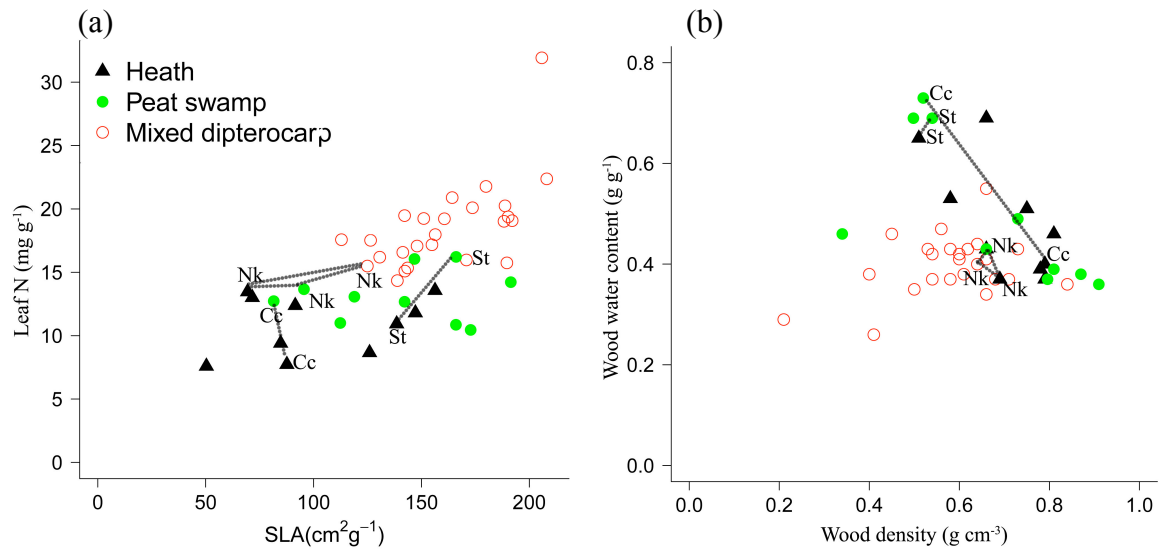 (a)
Heath
Peat swamp
Mixed dipterocarp
Leaf N (mg g⁻¹)
30
25
20
15
10
5
0
Nk
Nk
Nk
St
Cc
St
Cc
0
50
100
150
200
SLA(cm²g⁻¹)
(b)
Wood water content (g g⁻¹)
0.8
0.6
0.4
0.2
0.0
Cc
St
St
Nk
Cc
Nk
Nk
0.0
0.2
0.4
0.6
0.8
1.0
Wood density (g cm⁻³)